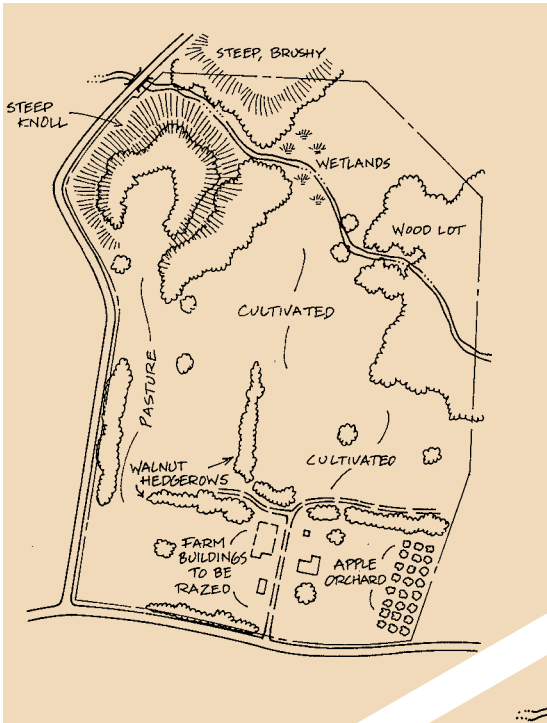 STEEP, BRUSHY
STEEP
KNOLL
WETLANDS
WOOD LOT
CULTIVATED
PASTURE
WALNUT
HEDGEROWS
CULTIVATED
FARM
BUILDINGS
TO BE
RAZED
APPLE
ORCHARD